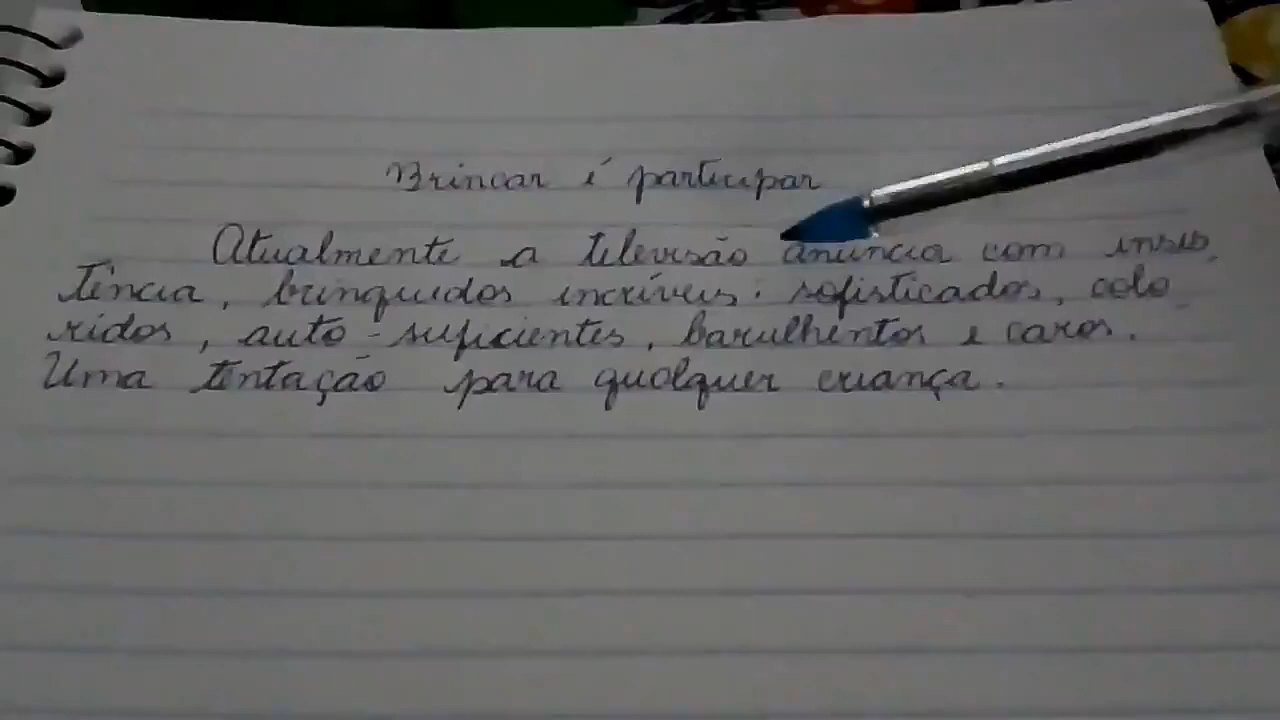 Brincar é participar
Atualmente a televisão anuncia com insis
tência, brinquedos incríveis: sofisticados, colo
ridos, auto-suficientes, barulhentos e caros.
Uma tentação para qualquer criança.